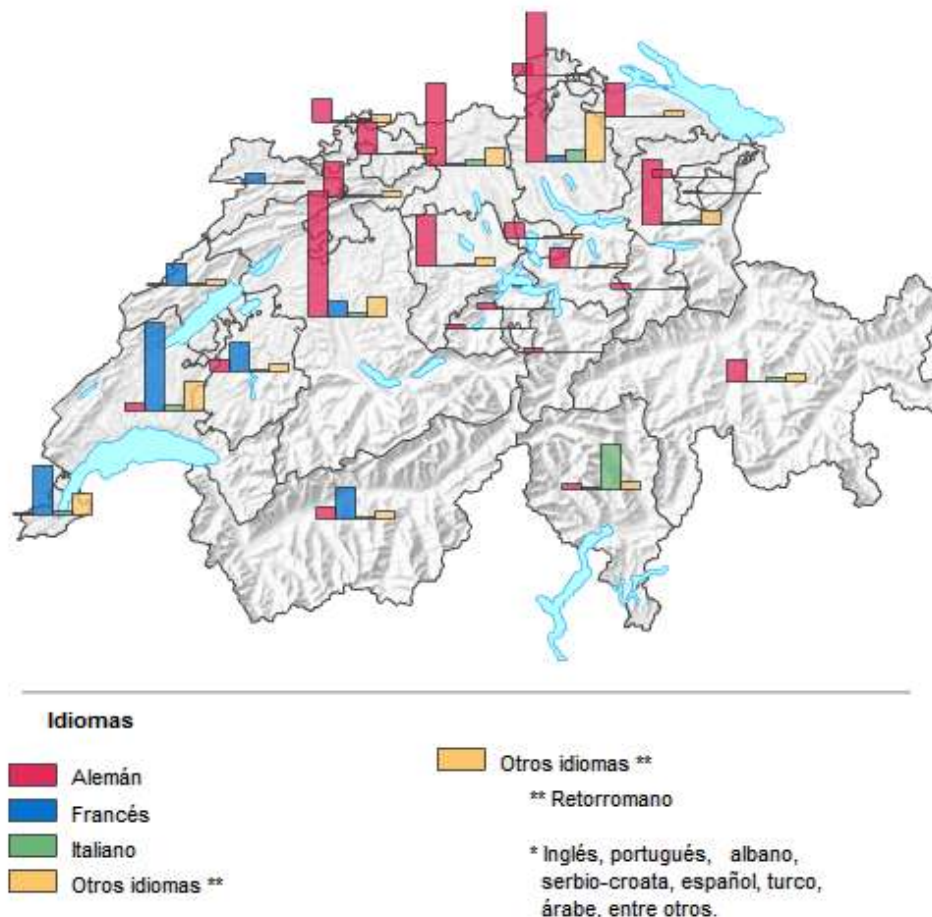 Idiomas
Alemán
Francés
Italiano
Otros idiomas **
Otros idiomas **
** Retorromano
* Inglés, portugués, albano,
serbio-croata, español, turco,
árabe, entre otros.